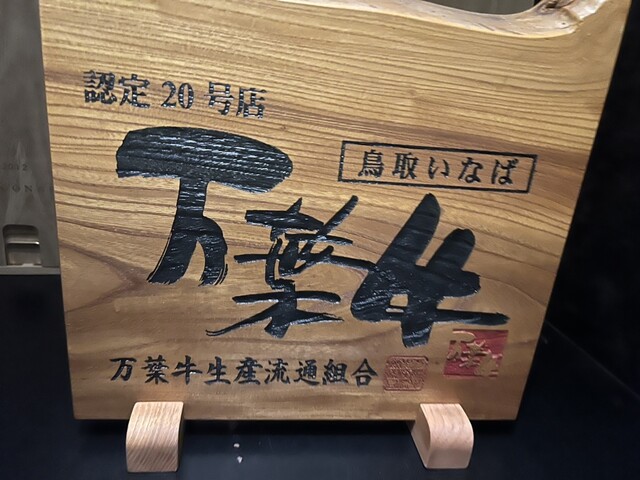 認定20号店
鳥取いなば
万葉牛
万葉牛生産流通組合